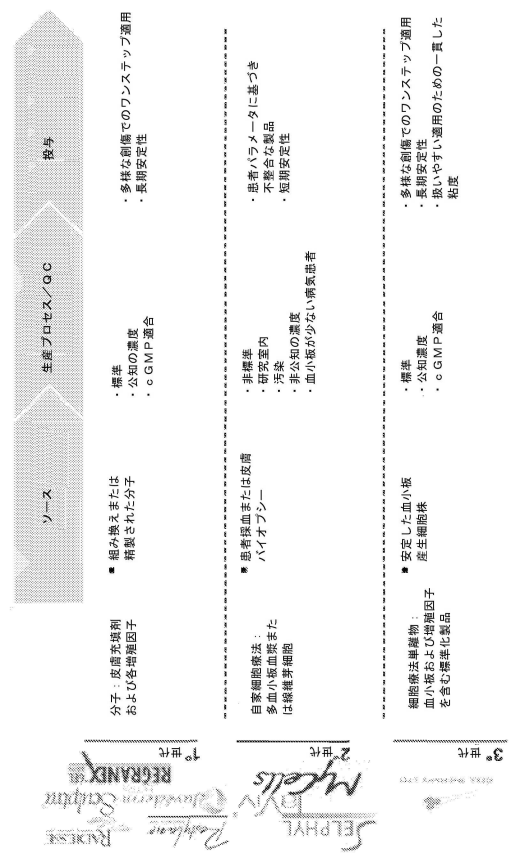 ソース
生産プロセス/QC
投与
RADIESSE
Sculptra
REGRANEX
Restylane
Juvéderm
1° 世代
分子:皮膚充填剤
および各増殖因子
組み換えまたは
精製された分子
・標準
・公知の濃度
・cGMP適合
・多様な創傷でのワンステップ適用
・長期安定性
SELPHYL
MyCells
2° 世代
自家細胞療法:
多血小板血漿また
は線維芽細胞
患者採血または皮膚
バイオプシー
・非標準
・研究室内
・汚染
・非公知の濃度
・血小板が少ない病気患者
・患者パラメータに基づき
不整合な製品
・短期安定性
3° 世代
細胞療法単離物:
血小板および増殖因子
を含む標準化製品
安定した血小板
産生細胞株
・標準
・公知濃度
・cGMP適合
・多様な創傷でのワンステップ適用
・長期安定性
・扱いやすい適用のための一貫した
粘度